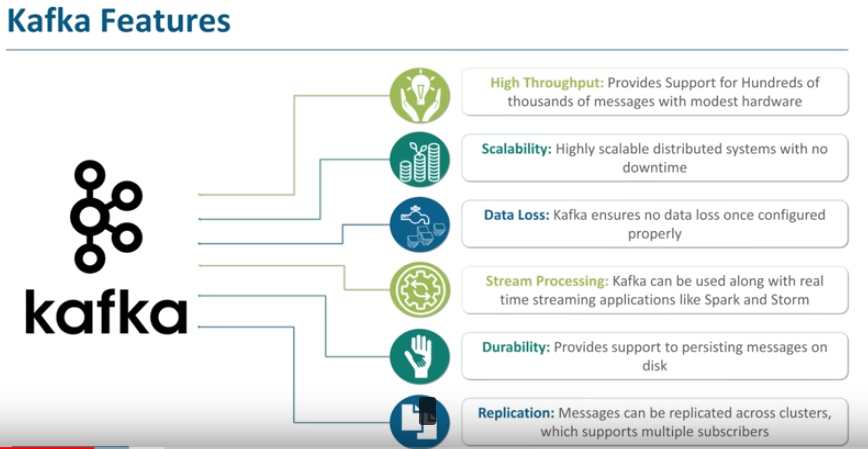 Kafka Features
High Throughput: Provides Support for Hundreds of
thousands of messages with modest hardware
Scalability: Highly scalable distributed systems with no
downtime
Data Loss: Kafka ensures no data loss once configured
properly
Stream Processing: Kafka can be used along with real
time streaming applications like Spark and Storm
Durability: Provides support to persisting messages on
disk
Replication: Messages can be replicated across clusters,
which supports multiple subscribers
kafka